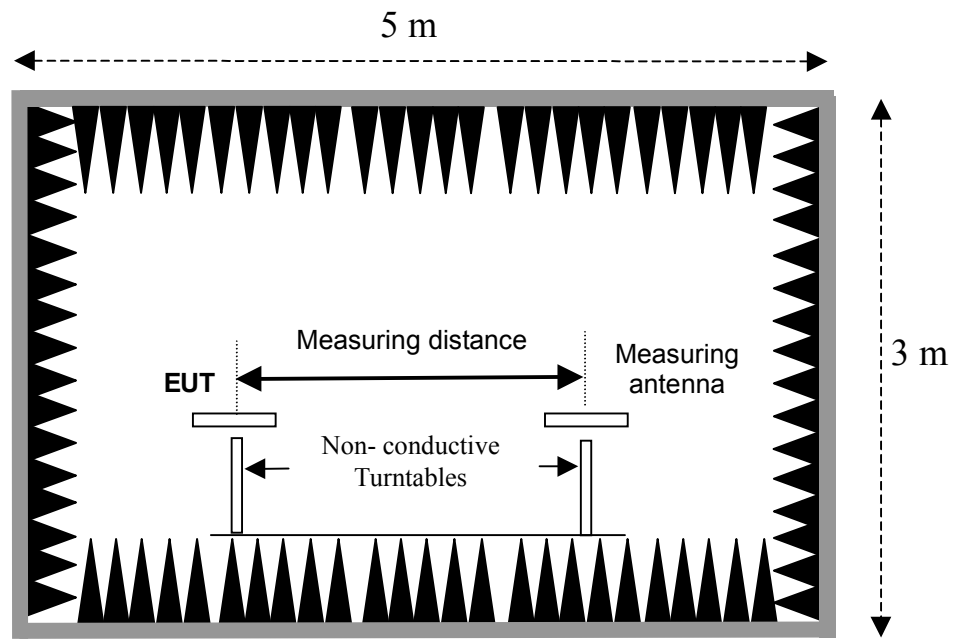 5 m
Measuring distance
Measuring
antenna
3 m
EUT
Non- conductive
Turntables